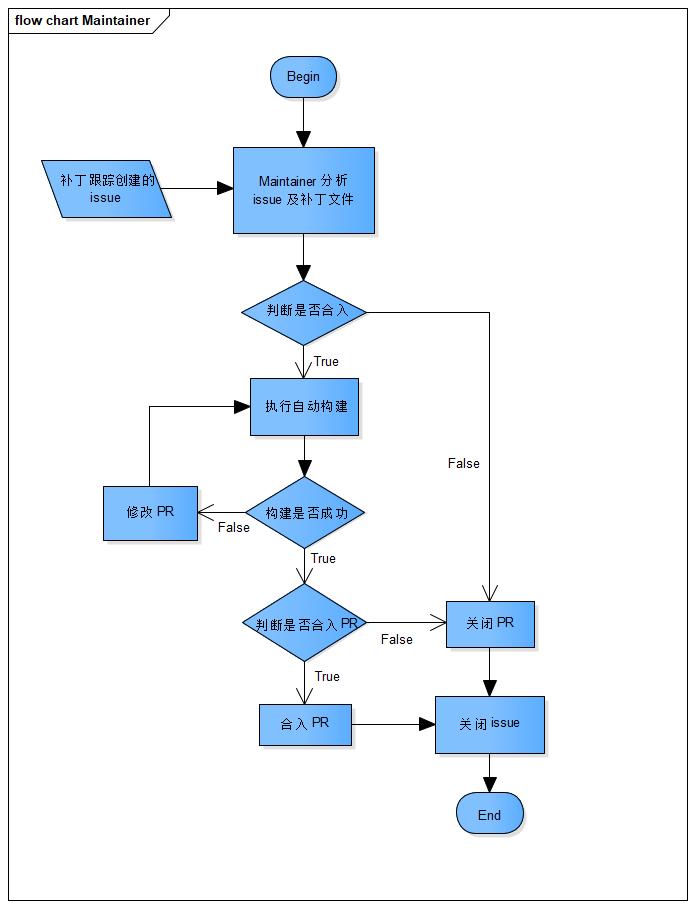 flow chart Maintainer
Begin
补丁跟踪创建的
issue
Maintainer 分析
issue 及补丁文件
判断是否合入
True
执行自动构建
False
修改 PR
构建是否成功
False
True
判断是否合入 PR
False
关闭 PR
True
合入 PR
关闭 issue
End